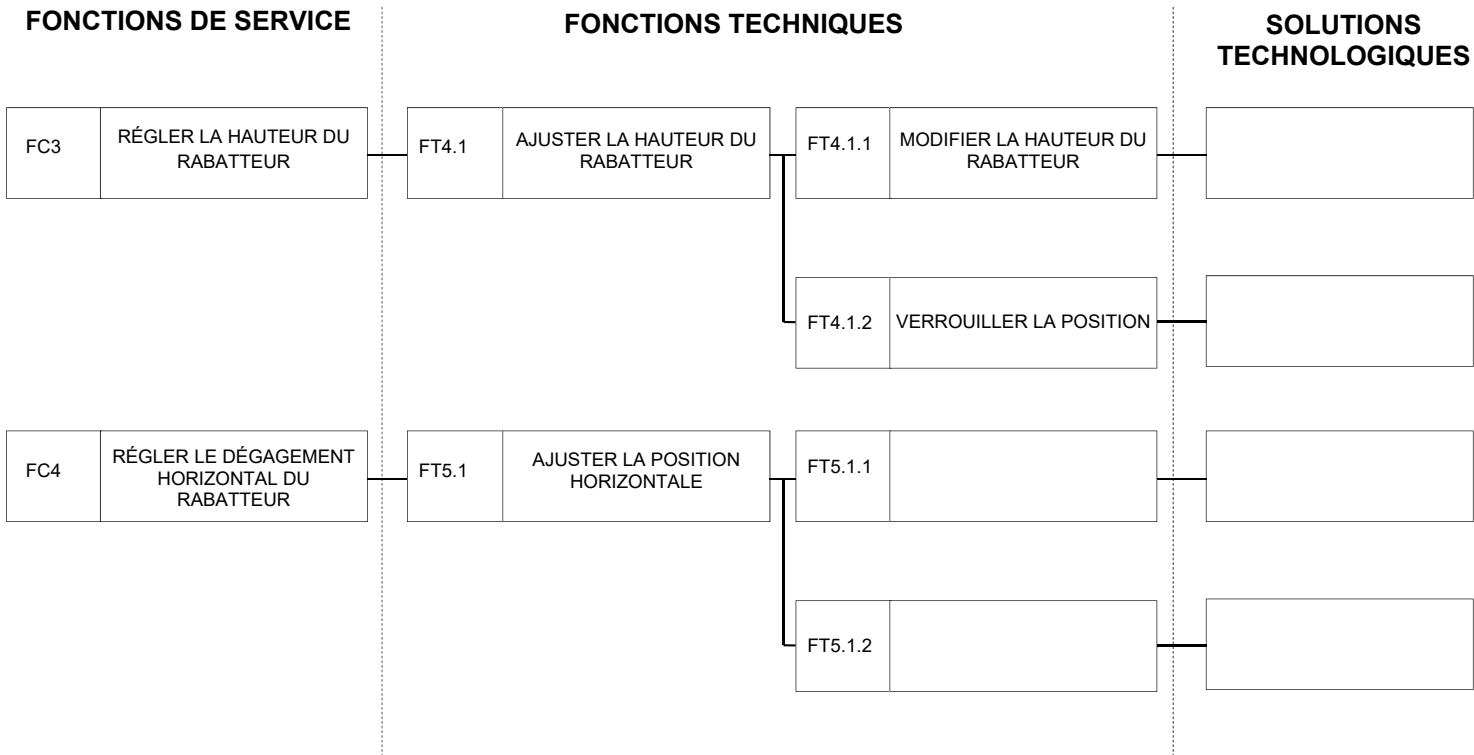 FONCTIONS DE SERVICE
FONCTIONS TECHNIQUES
SOLUTIONS
TECHNOLOGIQUES
FC3
RÉGLER LA HAUTEUR DU
RABATTEUR
FT4.1
AJUSTER LA HAUTEUR DU
RABATTEUR
FT4.1.1
MODIFIER LA HAUTEUR DU
RABATTEUR
FT4.1.2
VERROUILLER LA POSITION
FC4
RÉGLER LE DÉGAGEMENT
HORIZONTAL DU
RABATTEUR
FT5.1
AJUSTER LA POSITION
HORIZONTALE
FT5.1.1
FT5.1.2